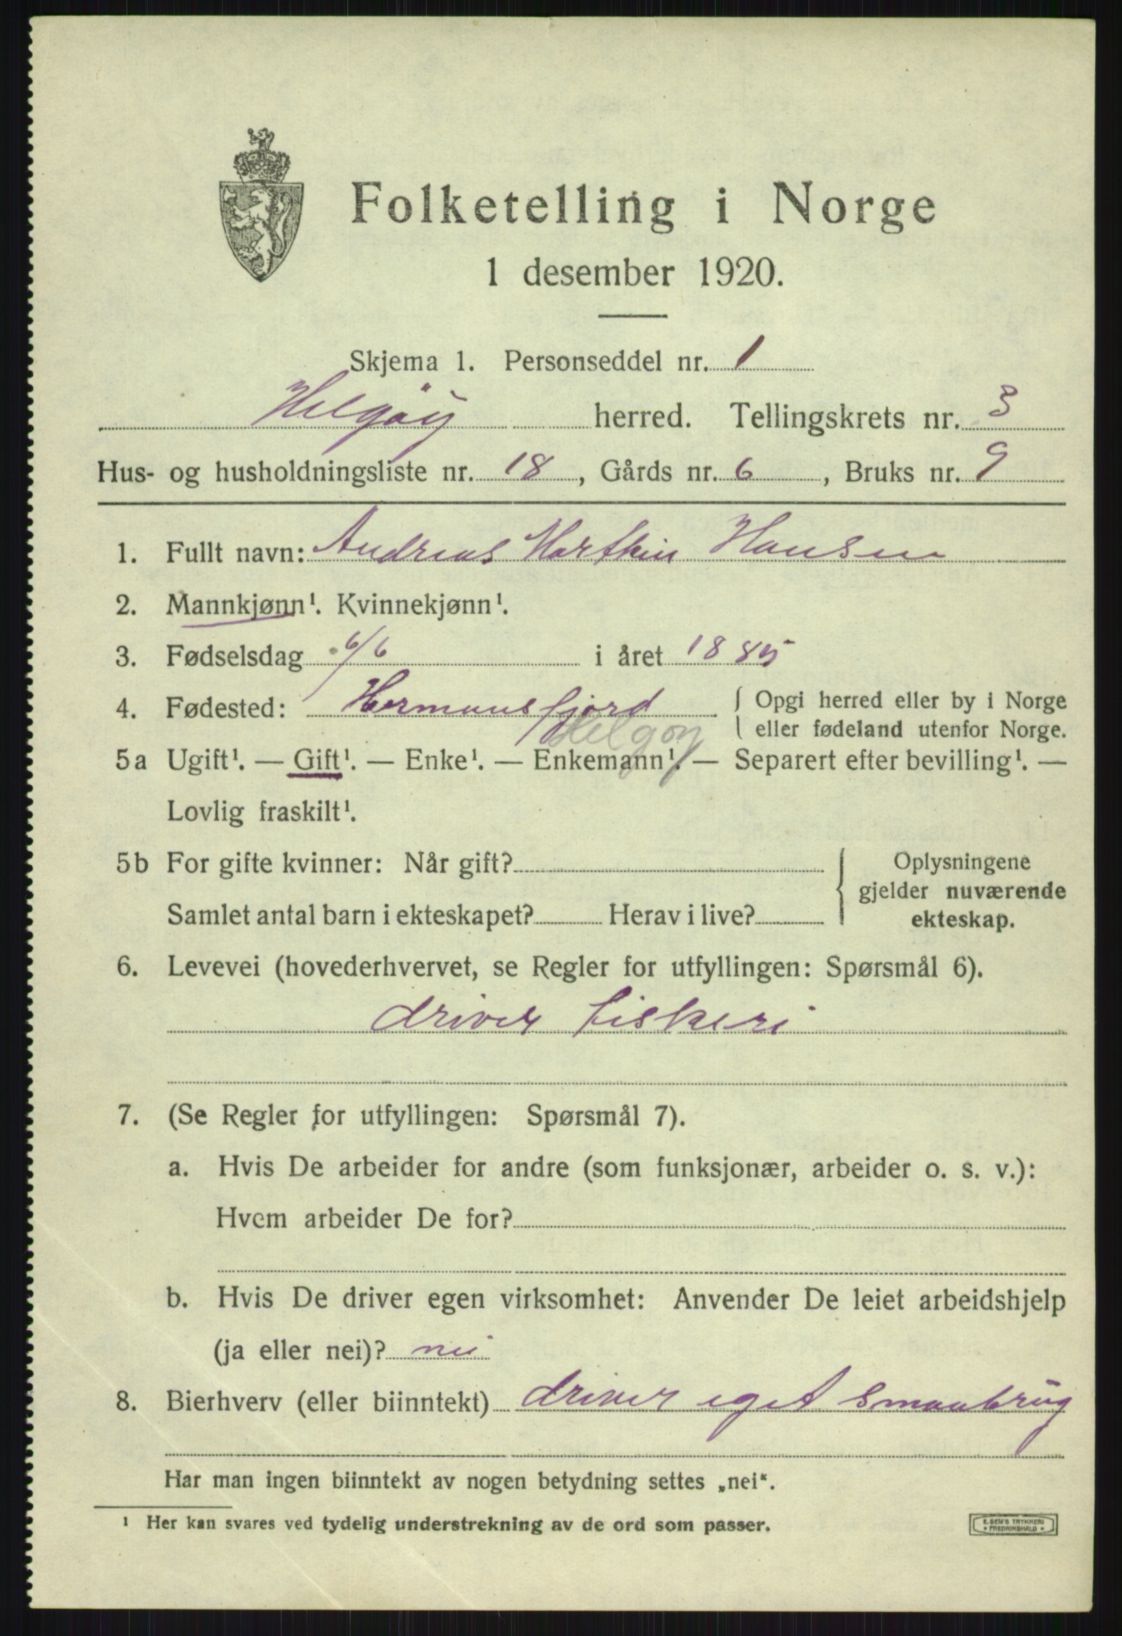 Folketelling i Norge
1 desember 1920.
Skjema 1. Personseddel nr. 1
Helgøy herred. Tellingskrets nr. 3
Hus- og husholdningsliste nr. 18, Gårds nr. 6, Bruks nr. 9
1. Fullt navn: Andreas Marthin Hansen
2. Mannkjønn¹. Kvinnekjønn¹.
3. Fødselsdag 6/6 i året 1885
4. Fødested: Hermansfjord { Opgi herred eller by i Norge
eller fødeland utenfor Norge.
Helgøy
5a Ugift¹. — Gift¹. — Enke¹. — Enkemann¹. — Separert efter bevilling¹. —
Lovlig fraskilt¹.
5b For gifte kvinner: Når gift?
Samlet antal barn i ekteskapet? Herav i live?
Oplysningene
gjelder nuværende
ekteskap.
6. Levevei (hovederhvervet, se Regler for utfyllingen: Spørsmål 6).
driver fiskeri
7. (Se Regler for utfyllingen: Spørsmål 7).
a. Hvis De arbeider for andre (som funksjonær, arbeider o. s. v.):
Hvem arbeider De for?
b. Hvis De driver egen virksomhet: Anvender De leiet arbeidshjelp
(ja eller nei)? nei
8. Bierhverv (eller biinntekt) driver eget smaabrug
Har man ingen biinntekt av nogen betydning settes „nei“.
¹ Her kan svares ved tydelig understrekning av de ord som passer.
E. SEM'S TRYKKERI
FREDRIKSHALD